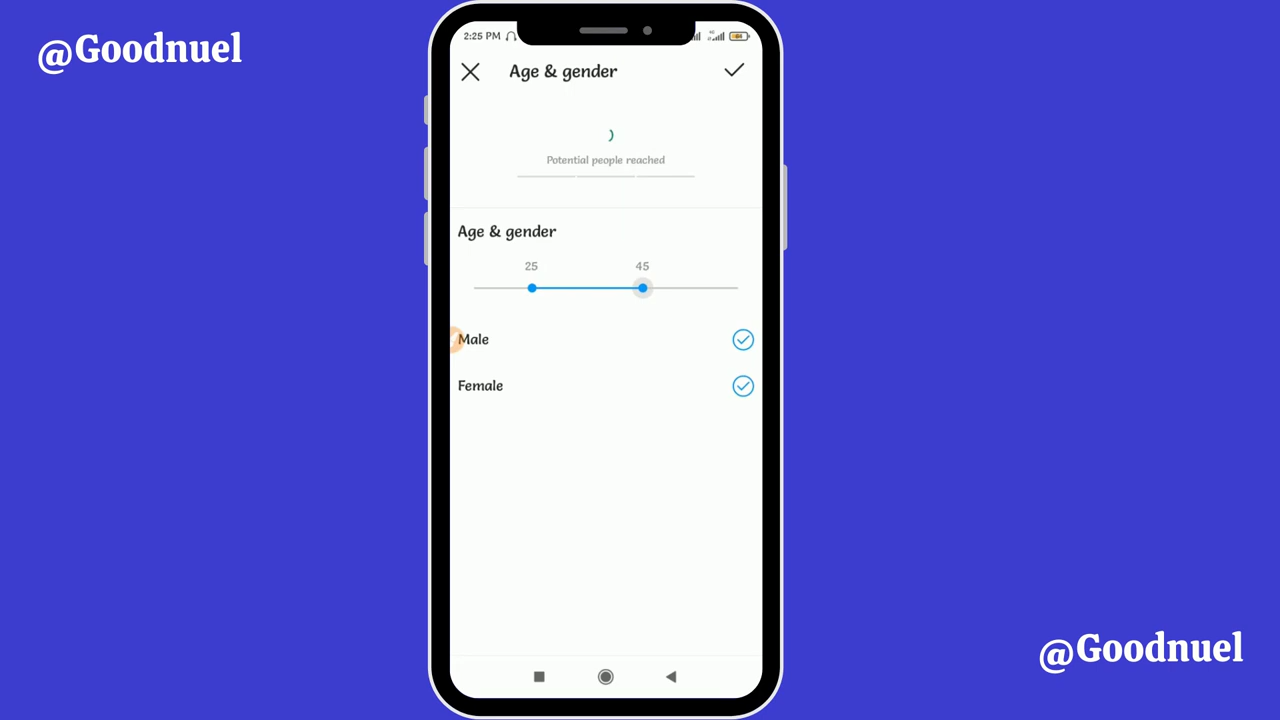 @Goodnuel
2:25 PM
Age & gender
Potential people reached
Age & gender
25 45
Male
Female
@Goodnuel